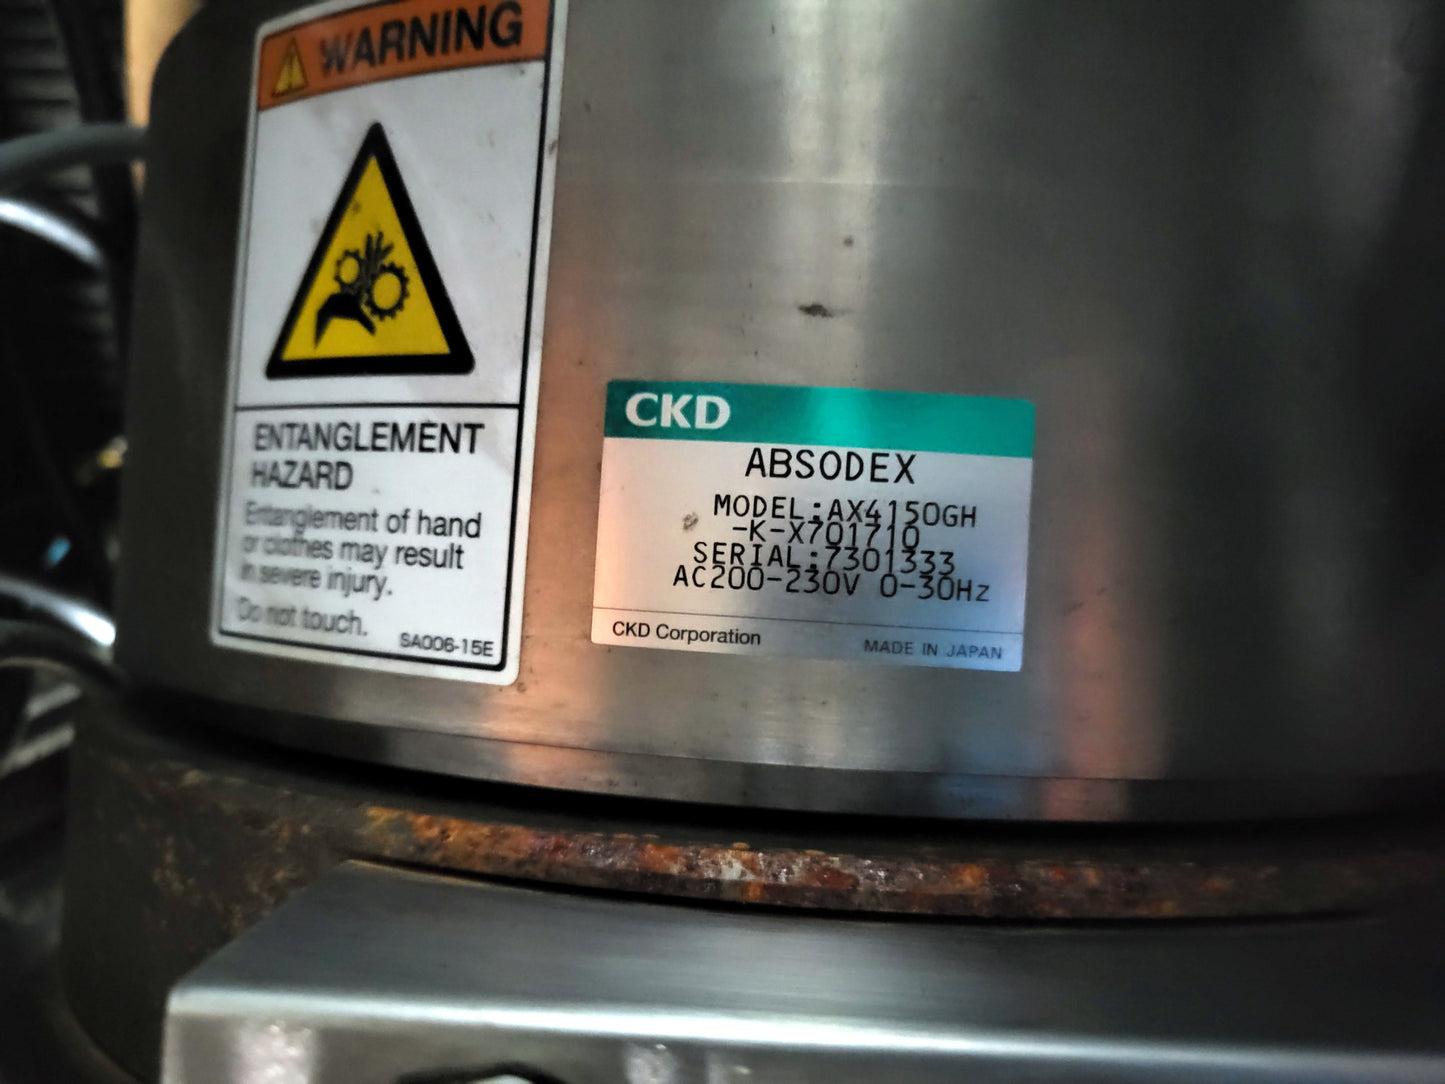 WARNING
ENTANGLEMENT
HAZARD
Entanglement of hand
or clothes may result
in severe injury.
Do not touch.
SA006-15E
CKD
ABSODEX
MODEL:AX4150GH
-K-X701710
SERIAL:7301333
AC200-230V 0-30Hz
CKD Corporation
MADE IN JAPAN